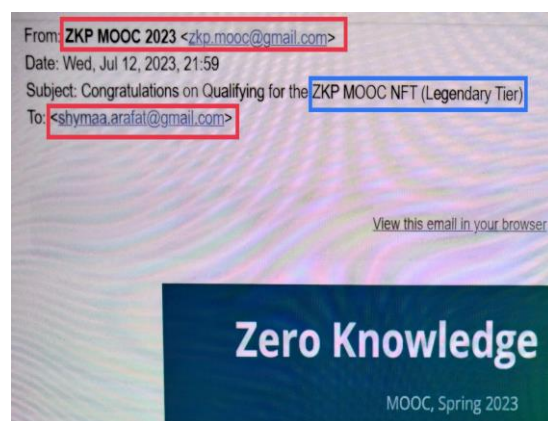 From: ZKP MOOC 2023 <zkp.mooc@gmail.com>
Date: Wed, Jul 12, 2023, 21:59
Subject: Congratulations on Qualifying for the ZKP MOOC NFT (Legendary Tier)
To: <shymaa.arafat@gmail.com>
View this email in your browser
Zero Knowledge
MOOC, Spring 2023